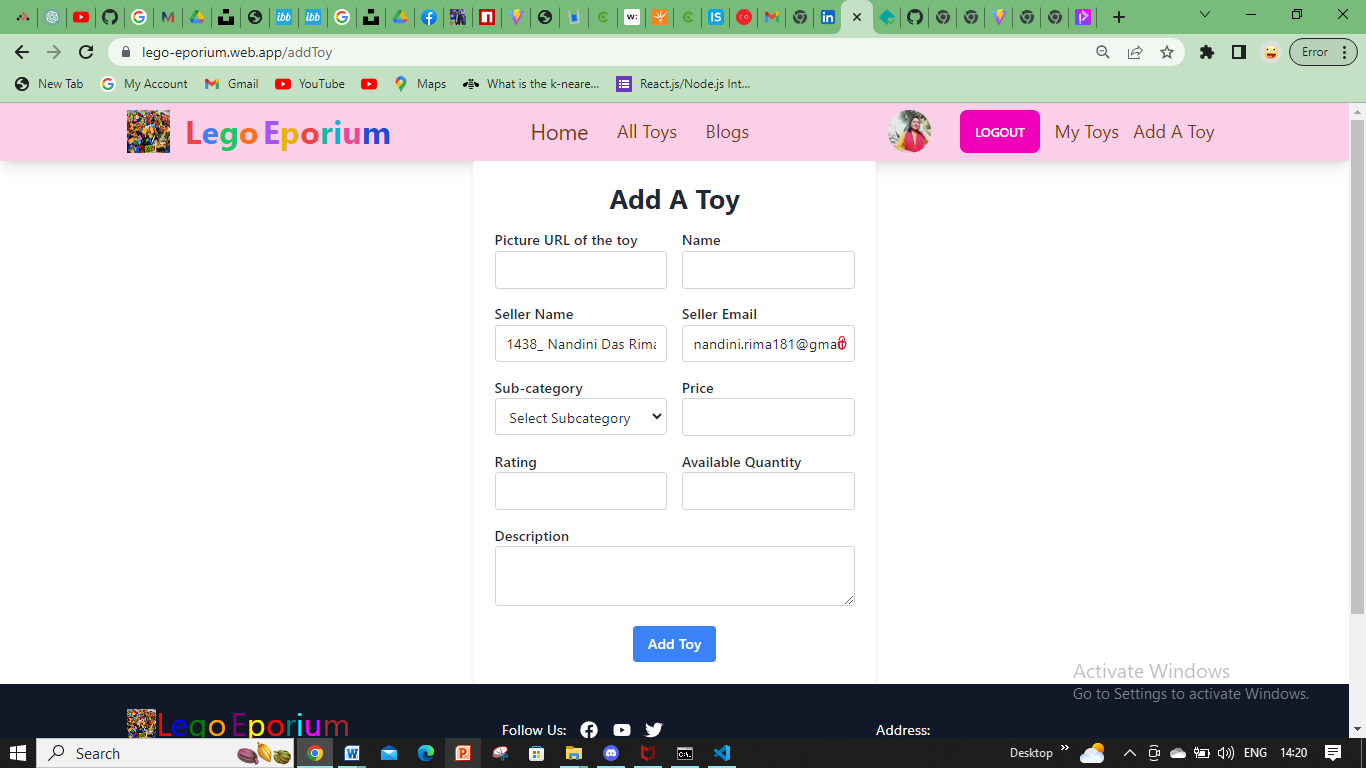 lego-eporium.web.app/addToy
Error
New Tab
My Account
Gmail
YouTube
Maps
What is the k-neare...
React.js/Node.js Int...
Lego Eporium
Home
All Toys
Blogs
LOGOUT
My Toys
Add A Toy
Add A Toy
Picture URL of the toy
Name
Seller Name
Seller Email
1438_ Nandini Das Rima
nandini.rima181@gmail
Sub-category
Price
Select Subcategory
Rating
Available Quantity
Description
Add Toy
Activate Windows
Go to Settings to activate Windows.
Lego Eporium
Follow Us:
Address:
Search
Desktop
ENG
14:20